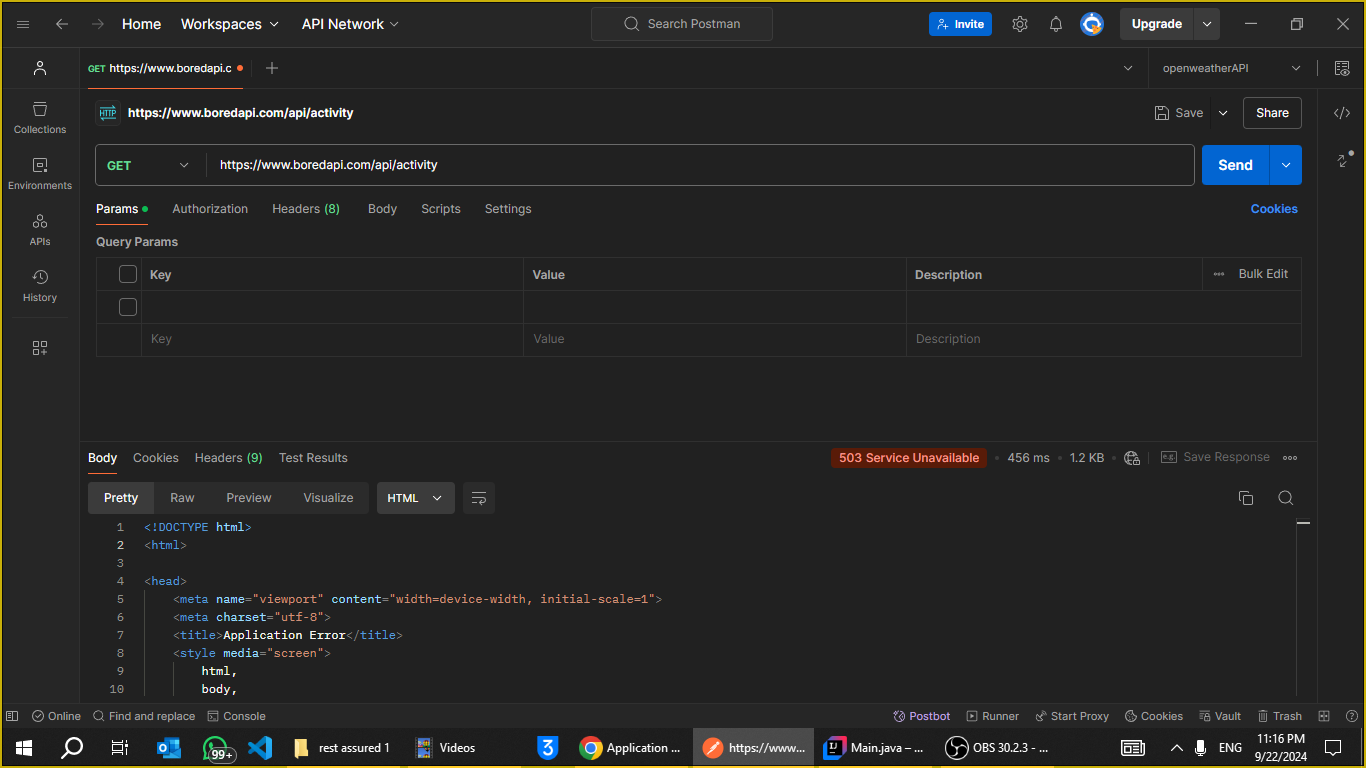 Home Workspaces API Network Search Postman Invite Upgrade
GET https://www.boredapi.c openweatherAPI
HTTP https://www.boredapi.com/api/activity Save Share
Collections
GET https://www.boredapi.com/api/activity Send
Environments
Params Authorization Headers (8) Body Scripts Settings Cookies
APIs
Query Params
Key Value Description Bulk Edit
History
Key Value Description
Body Cookies Headers (9) Test Results 503 Service Unavailable 456 ms 1.2 KB e.g. Save Response
Pretty Raw Preview Visualize HTML
1 <!DOCTYPE html>
2 <html>
3
4 <head>
5 <meta name="viewport" content="width=device-width, initial-scale=1">
6 <meta charset="utf-8">
7 <title>Application Error</title>
8 <style media="screen">
9 html,
10 body,
Online Find and replace Console Postbot Runner Start Proxy Cookies Vault Trash
99+ rest assured 1 Videos Application ... https://www... Main.java – ... OBS 30.2.3 - ... ENG 11:16 PM
9/22/2024